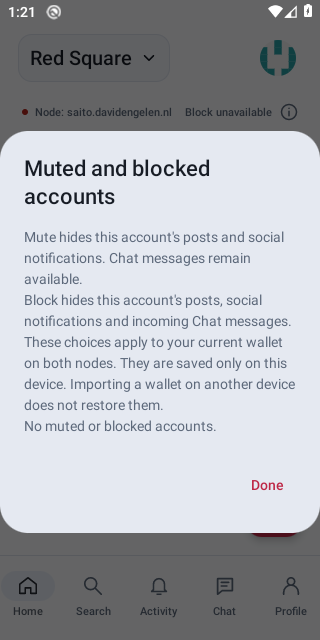 1:21
Red Square
Node: saito.davidengelen.nl Block unavailable
Muted and blocked
accounts
Mute hides this account's posts and social
notifications. Chat messages remain
available.
Block hides this account's posts, social
notifications and incoming Chat messages.
These choices apply to your current wallet
on both nodes. They are saved only on this
device. Importing a wallet on another device
does not restore them.
No muted or blocked accounts.
Done
Home Search Activity Chat Profile